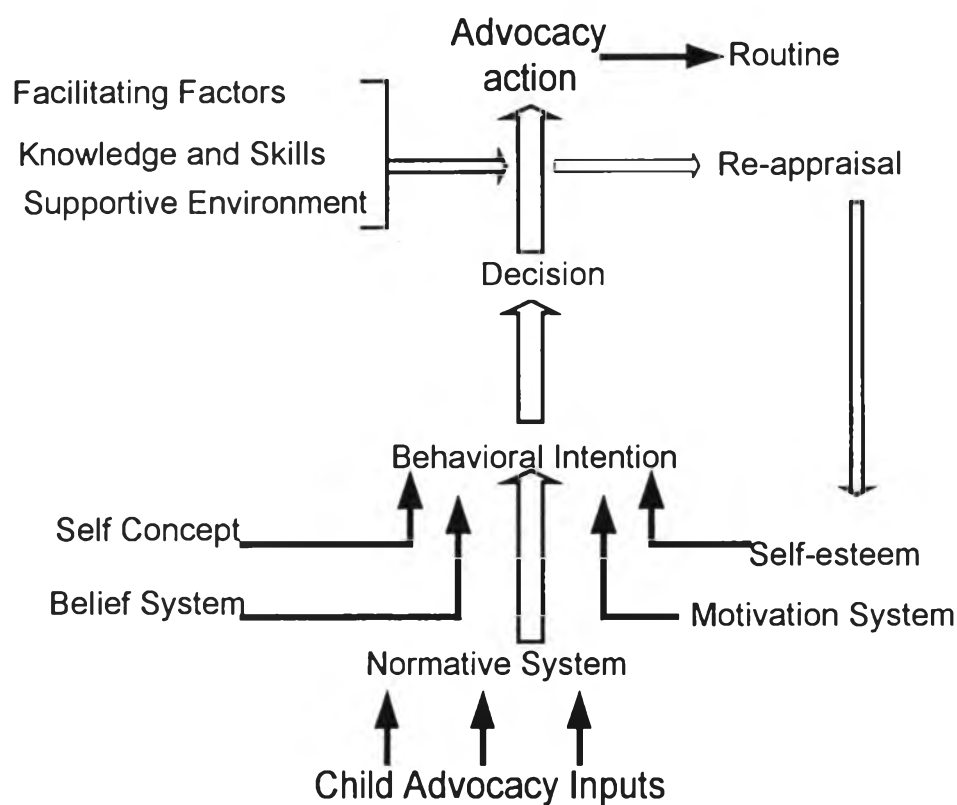 Advocacy
action
Routine
Facilitating Factors
Knowledge and Skills
Supportive Environment
Re-appraisal
Decision
Behavioral Intention
Self Concept
Self-esteem
Belief System
Motivation System
Normative System
Child Advocacy Inputs